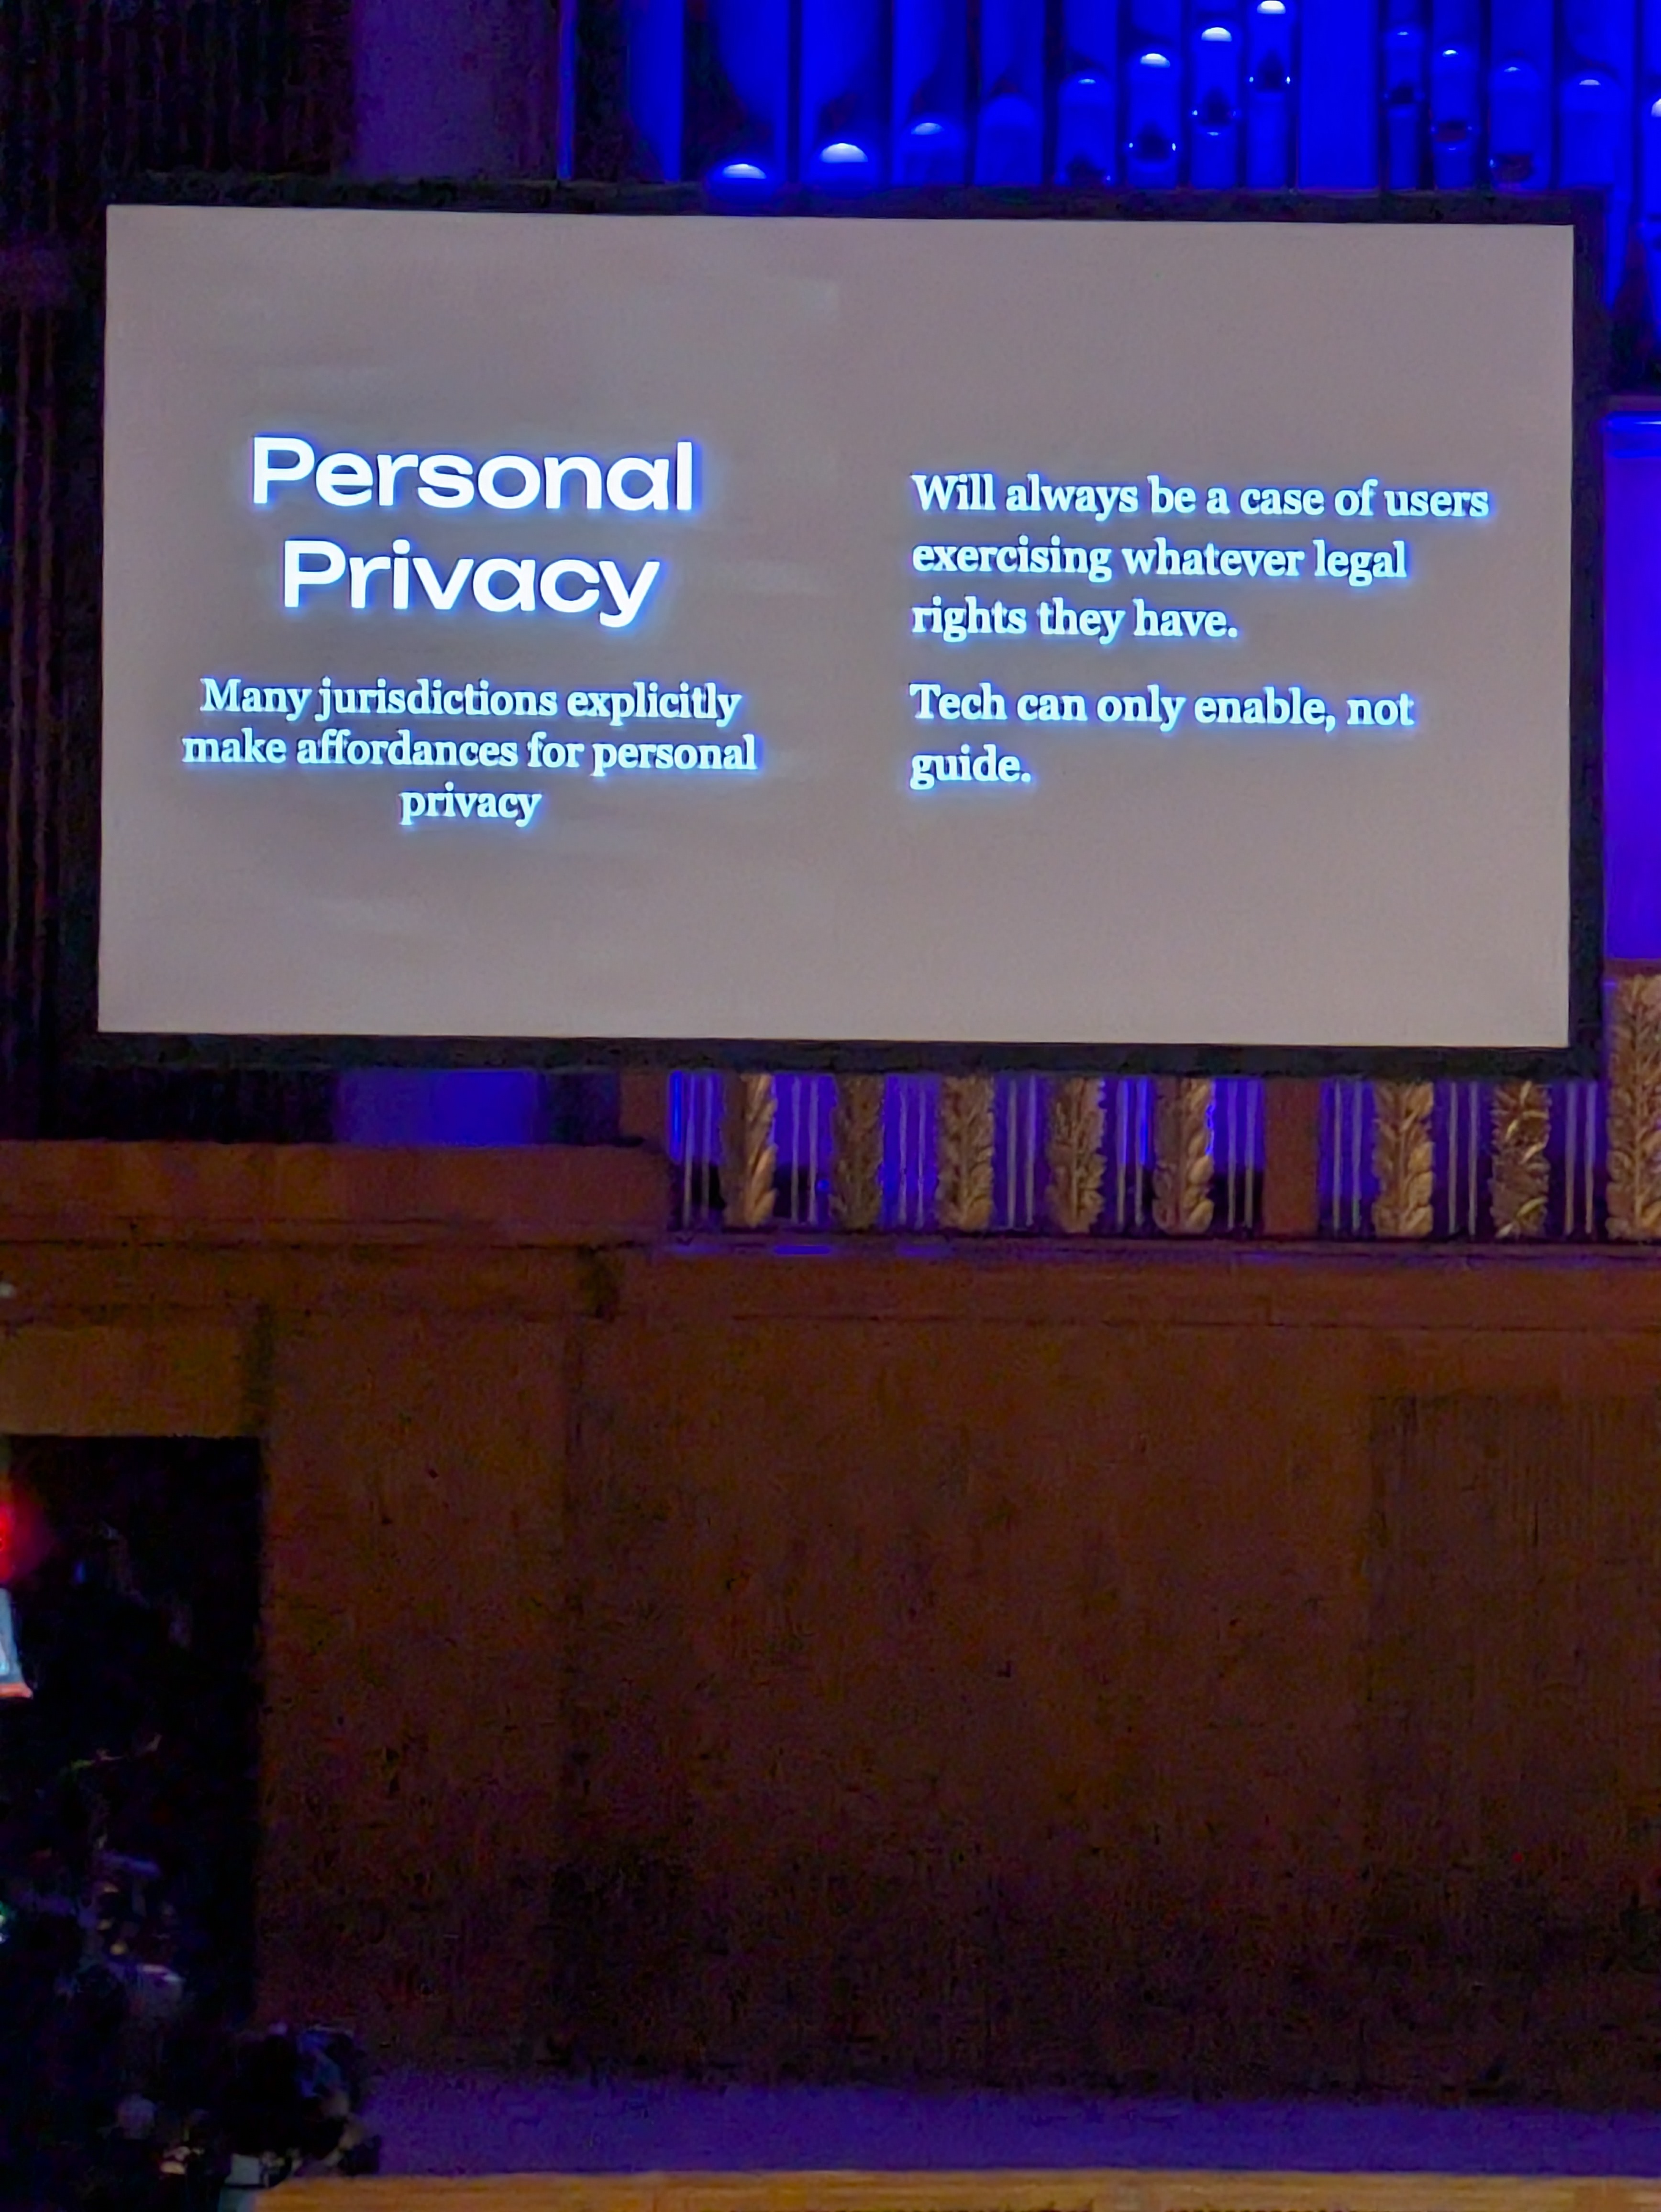 Personal
Privacy
Many jurisdictions explicitly
make affordances for personal
privacy
Will always be a case of users
exercising whatever legal
rights they have.
Tech can only enable, not
guide.